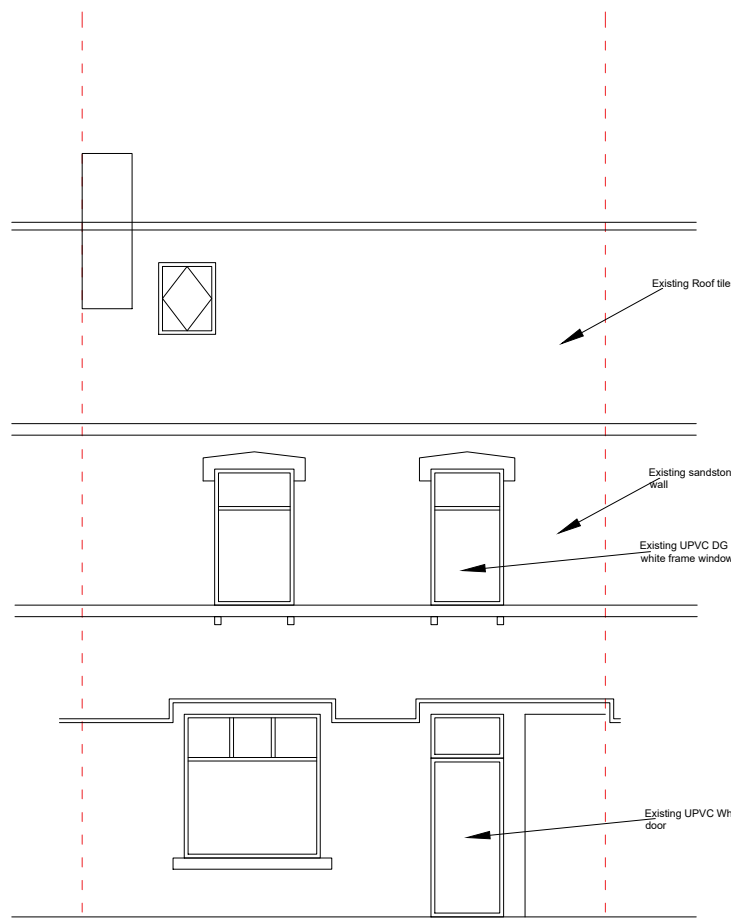 Existing Roof tile
Existing sandston
wall
Existing UPVC DG
white frame window
Existing UPVC Wh
door